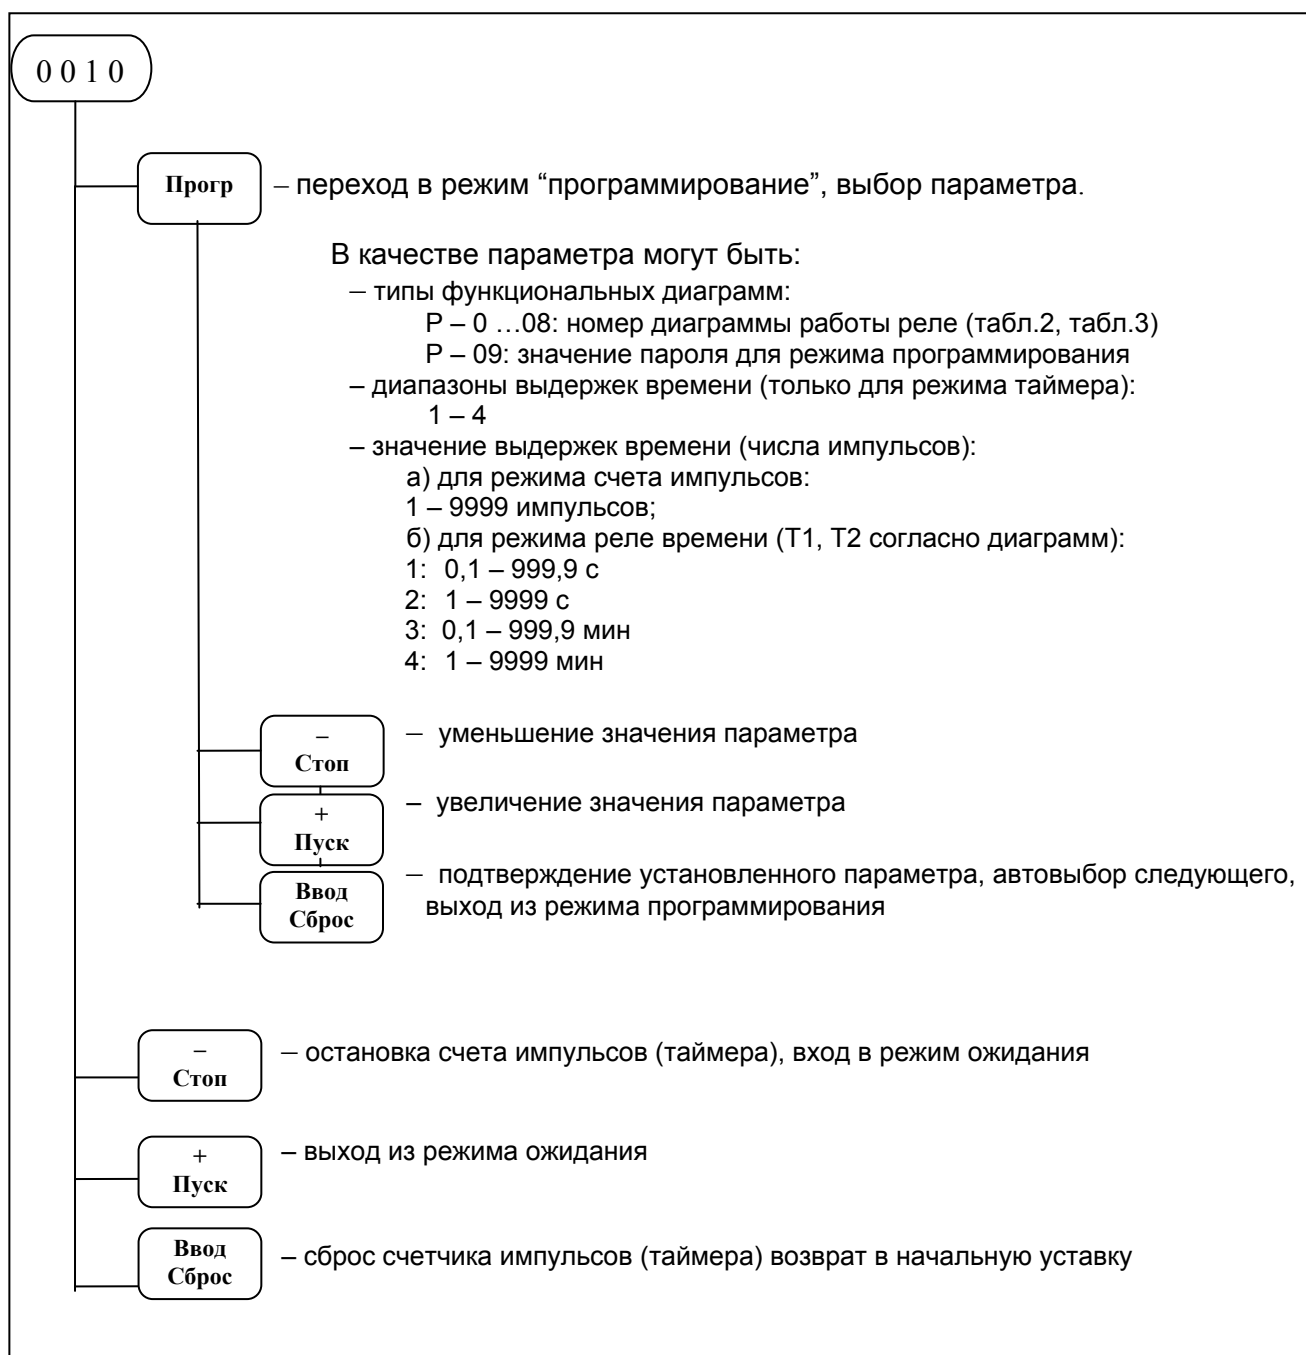 0 0 1 0
Прогр
– переход в режим “программирование”, выбор параметра.
В качестве параметра могут быть:
– типы функциональных диаграмм:
Р – 0 …08: номер диаграммы работы реле (табл.2, табл.3)
Р – 09: значение пароля для режима программирования
– диапазоны выдержек времени (только для режима таймера):
1 – 4
– значение выдержек времени (числа импульсов):
а) для режима счета импульсов:
1 – 9999 импульсов;
б) для режима реле времени (Т1, Т2 согласно диаграмм):
1: 0,1 – 999,9 с
2: 1 – 9999 с
3: 0,1 – 999,9 мин
4: 1 – 9999 мин
–
Стоп
– уменьшение значения параметра
+
Пуск
– увеличение значения параметра
Ввод
Сброс
– подтверждение установленного параметра, автовыбор следующего,
выход из режима программирования
–
Стоп
– остановка счета импульсов (таймера), вход в режим ожидания
+
Пуск
– выход из режима ожидания
Ввод
Сброс
– сброс счетчика импульсов (таймера) возврат в начальную уставку